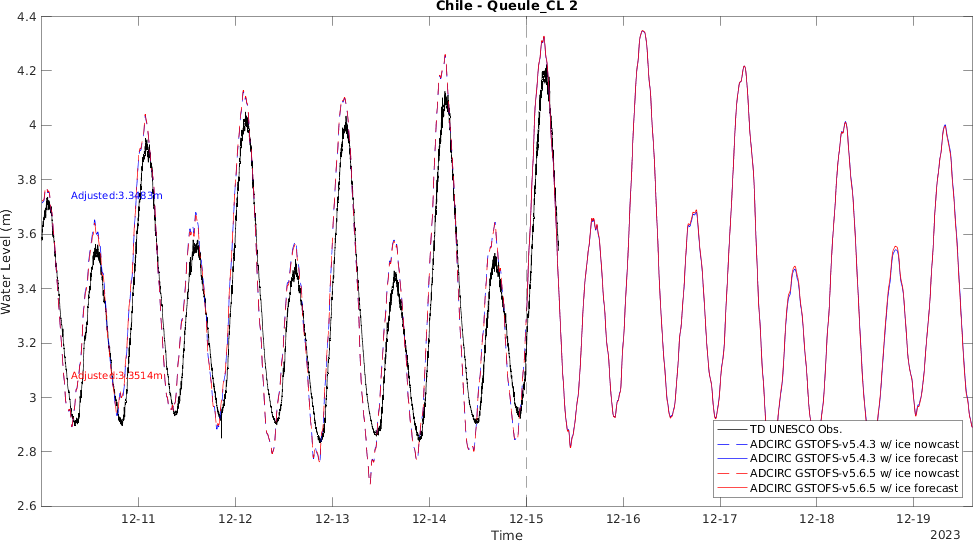 Chile - Queule_CL 2
4.4
4.2
4
3.8
3.6
3.4
3.2
3
2.8
2.6
Water Level (m)
Adjusted:3.3483m
Adjusted:3.3514m
TD UNESCO Obs.
ADCIRC GSTOFS-v5.4.3 w/ ice nowcast
ADCIRC GSTOFS-v5.4.3 w/ ice forecast
ADCIRC GSTOFS-v5.6.5 w/ ice nowcast
ADCIRC GSTOFS-v5.6.5 w/ ice forecast
12-11 12-12 12-13 12-14 12-15 12-16 12-17 12-18 12-19
Time
2023